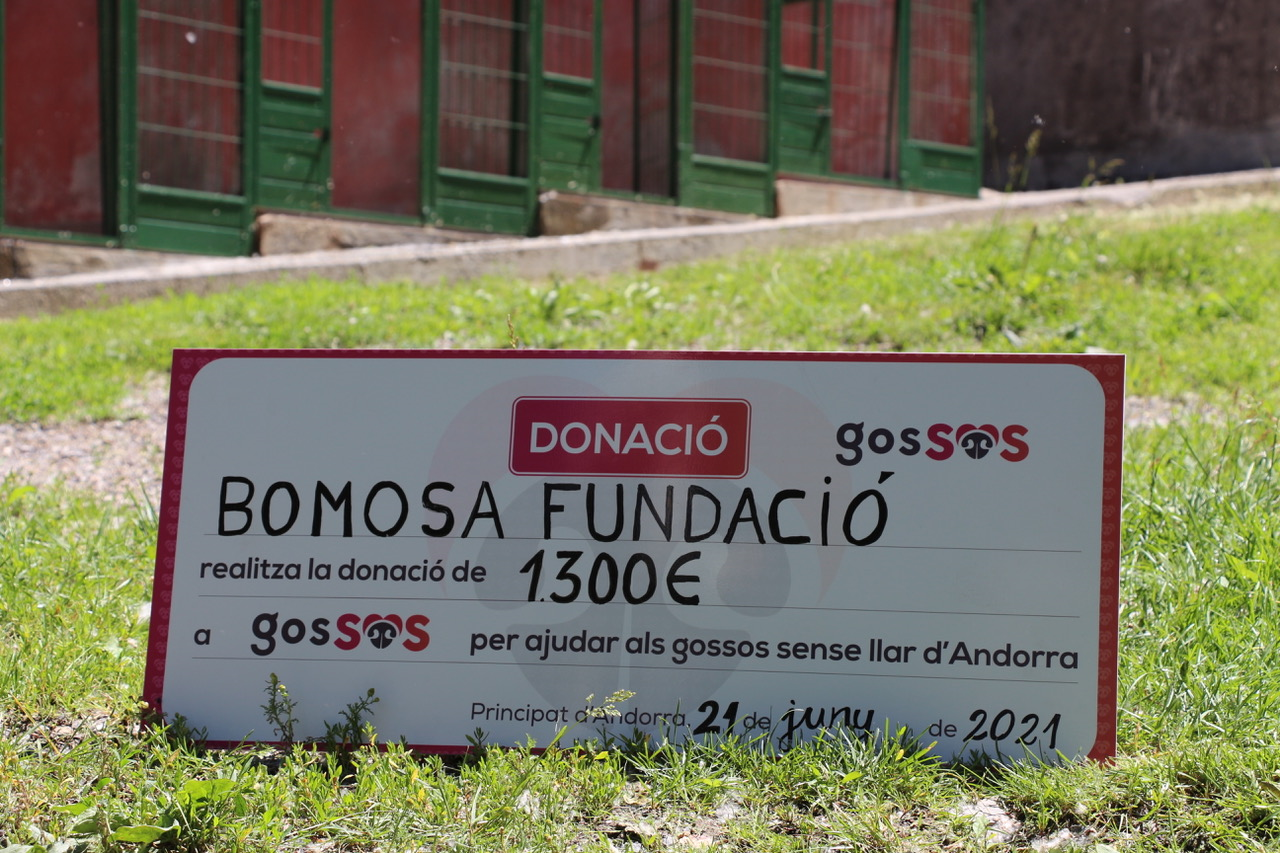 DONACIÓ
gosSOS
BOMOSA FUNDACIÓ
realitza la donació de 1.300€
a gosSOS per ajudar als gossos sense llar d'Andorra
Principat d'Andorra, 21 de juny de 2021